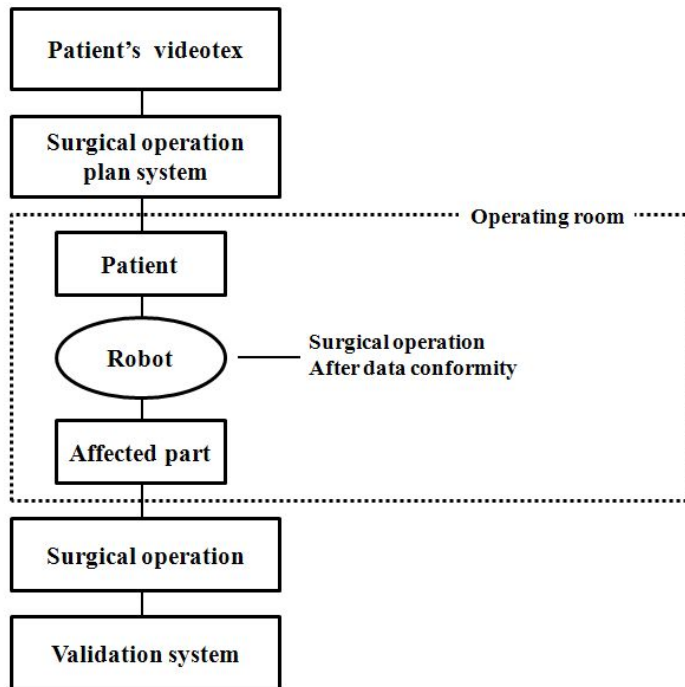 Patient's videotex
Surgical operation
plan system
Operating room
Patient
Robot
Surgical operation
After data conformity
Affected part
Surgical operation
Validation system